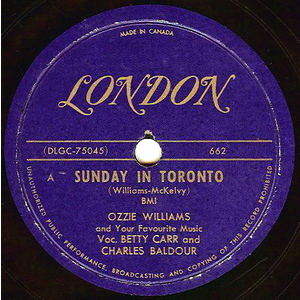 MADE IN CANADA
LONDON
(DLGC-75045) 662
A SUNDAY IN TORONTO
(Williams-McKelvy)
BMI
OZZIE WILLIAMS
and Your Favourite Music
Voc. BETTY CARR and
CHARLES BALDOUR
UNAUTHORIZED PUBLIC PERFORMANCE, BROADCASTING AND COPYING OF THIS RECORD PROHIBITED